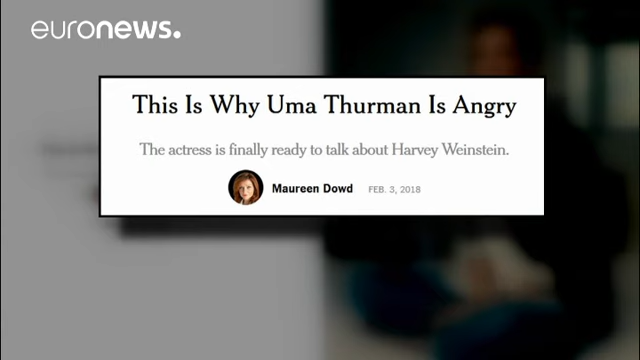 euronews.
This Is Why Uma Thurman Is Angry
The actress is finally ready to talk about Harvey Weinstein.
Maureen Dowd FEB. 3, 2018